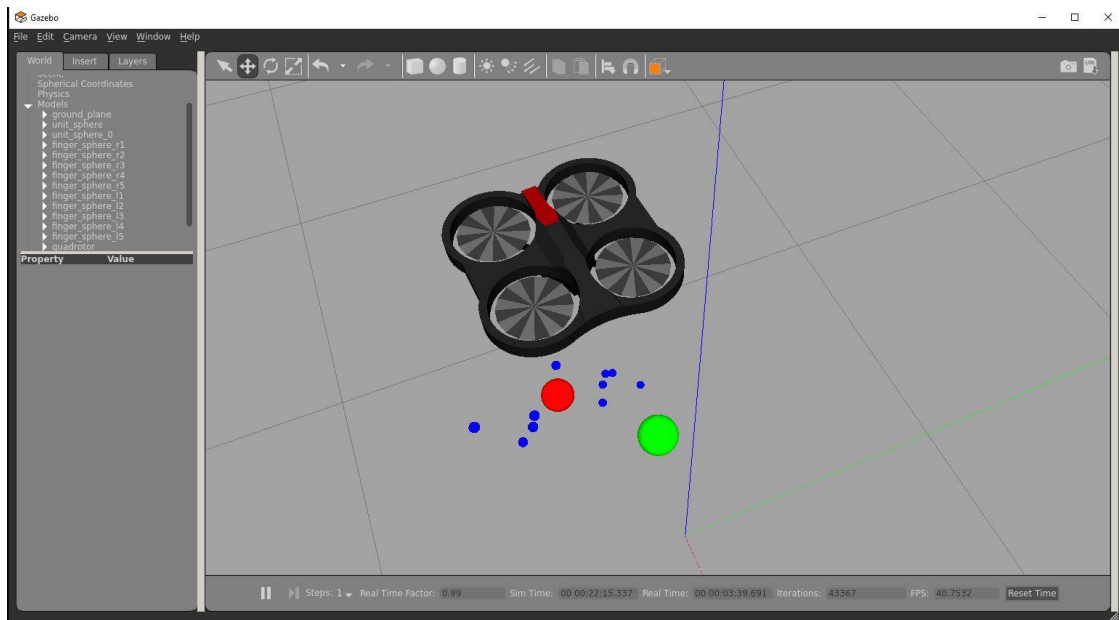 Gazebo
File Edit Camera View Window Help
World Insert Layers
Scene
Spherical Coordinates
Physics
Models
ground_plane
unit_sphere
unit_sphere_0
finger_sphere_r1
finger_sphere_r2
finger_sphere_r3
finger_sphere_r4
finger_sphere_r5
finger_sphere_l1
finger_sphere_l2
finger_sphere_l3
finger_sphere_l4
finger_sphere_l5
quadrotor
Property Value
LOG
Steps: 1 Real Time Factor: 0.99 Sim Time: 00 00:22:15.337 Real Time: 00 00:03:39.691 Iterations: 43367 FPS: 40.7532 Reset Time